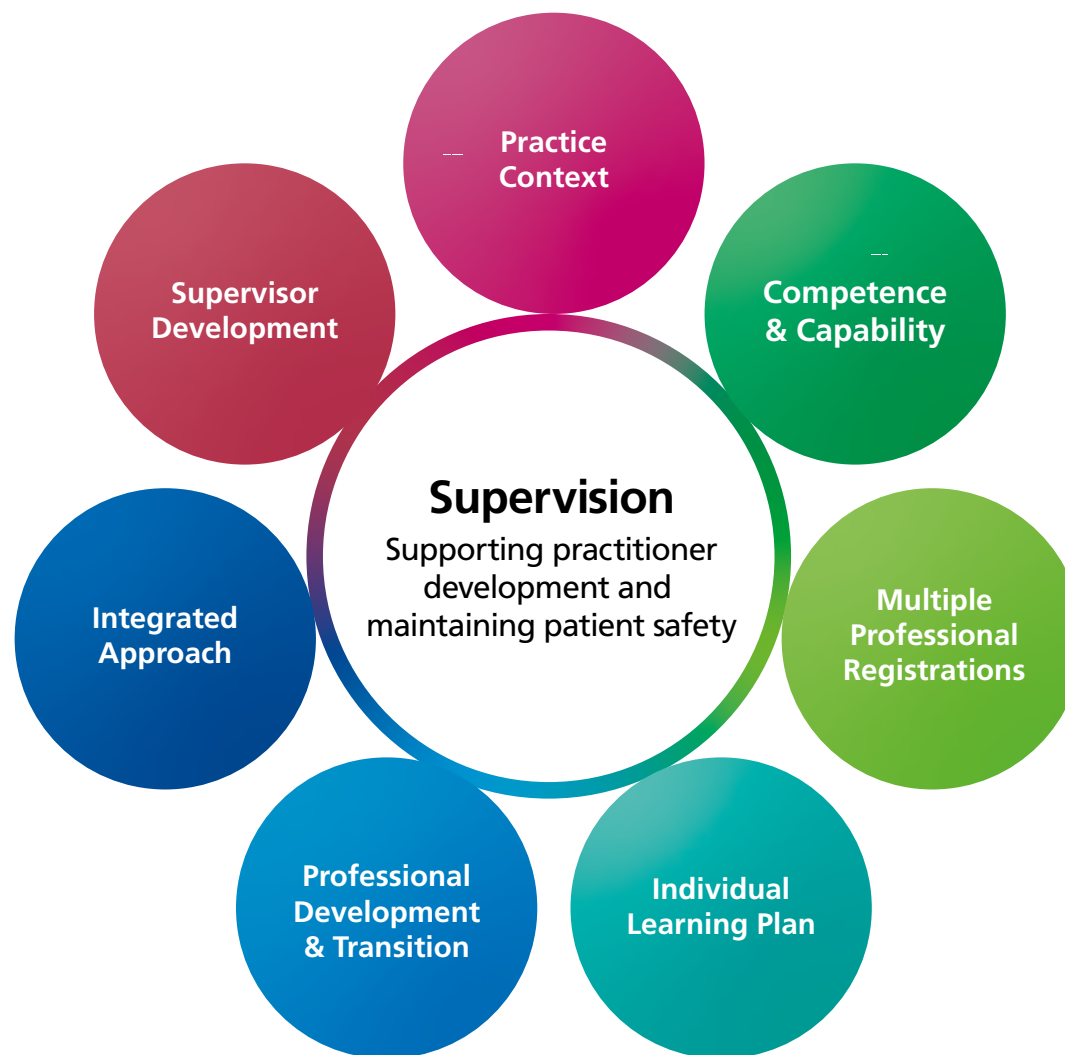 Practice
Context
Competence
& Capability
Multiple
Professional
Registrations
Individual
Learning Plan
Professional
Development
& Transition
Integrated
Approach
Supervisor
Development
Supervision
Supporting practitioner
development and
maintaining patient safety